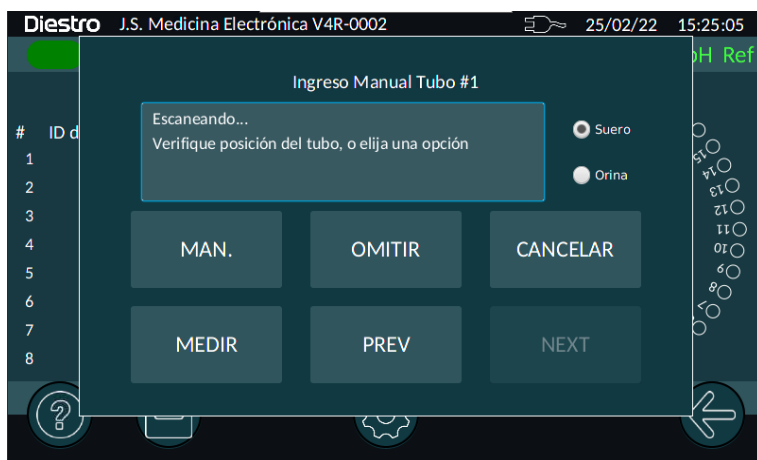 Diestro J.S. Medicina Electrónica V4R-0002 25/02/22 15:25:05
pH Ref
Ingreso Manual Tubo #1
Escaneando...
Verifique posición del tubo, o elija una opción
Suero
Orina
# ID d
1
2
3
4
5
6
7
8
15
14
13
12
11
10
9
8
7
MAN. OMITIR CANCELAR
MEDIR PREV NEXT
?